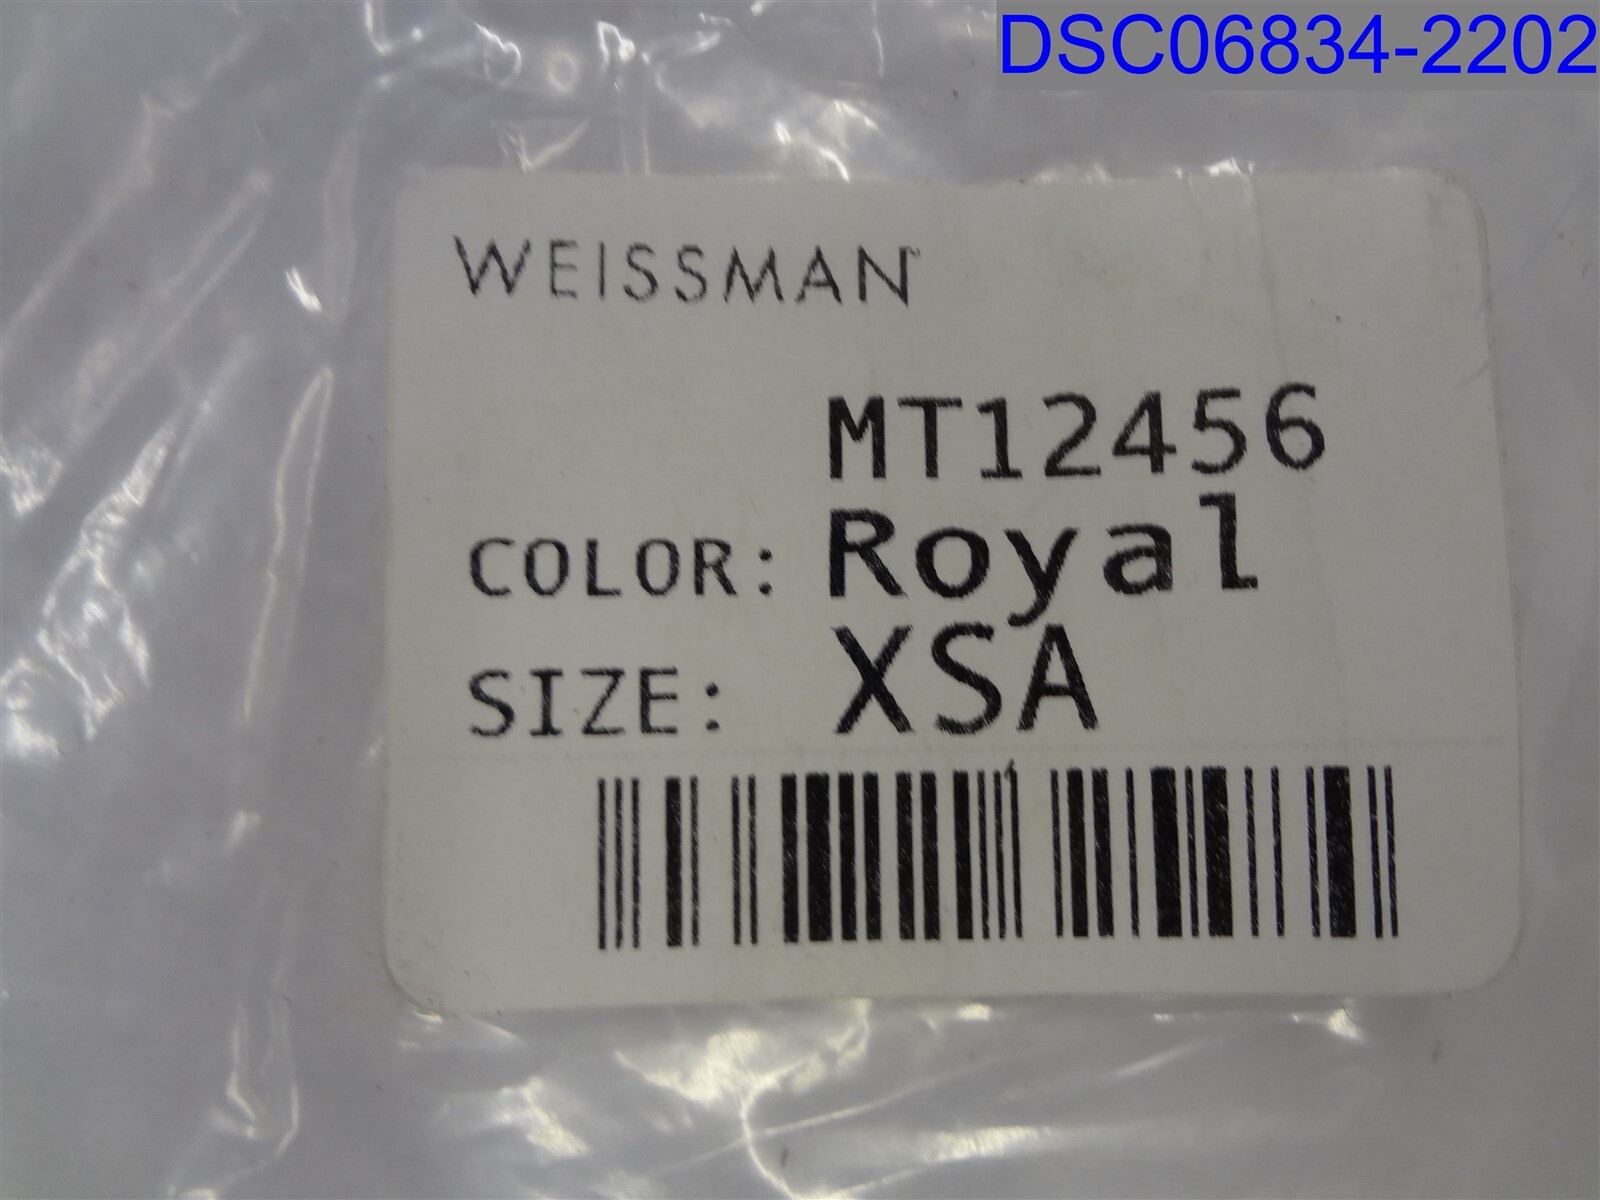 DSC06834-2202
WEISSMAN
MT12456
COLOR: Royal
SIZE: XSA